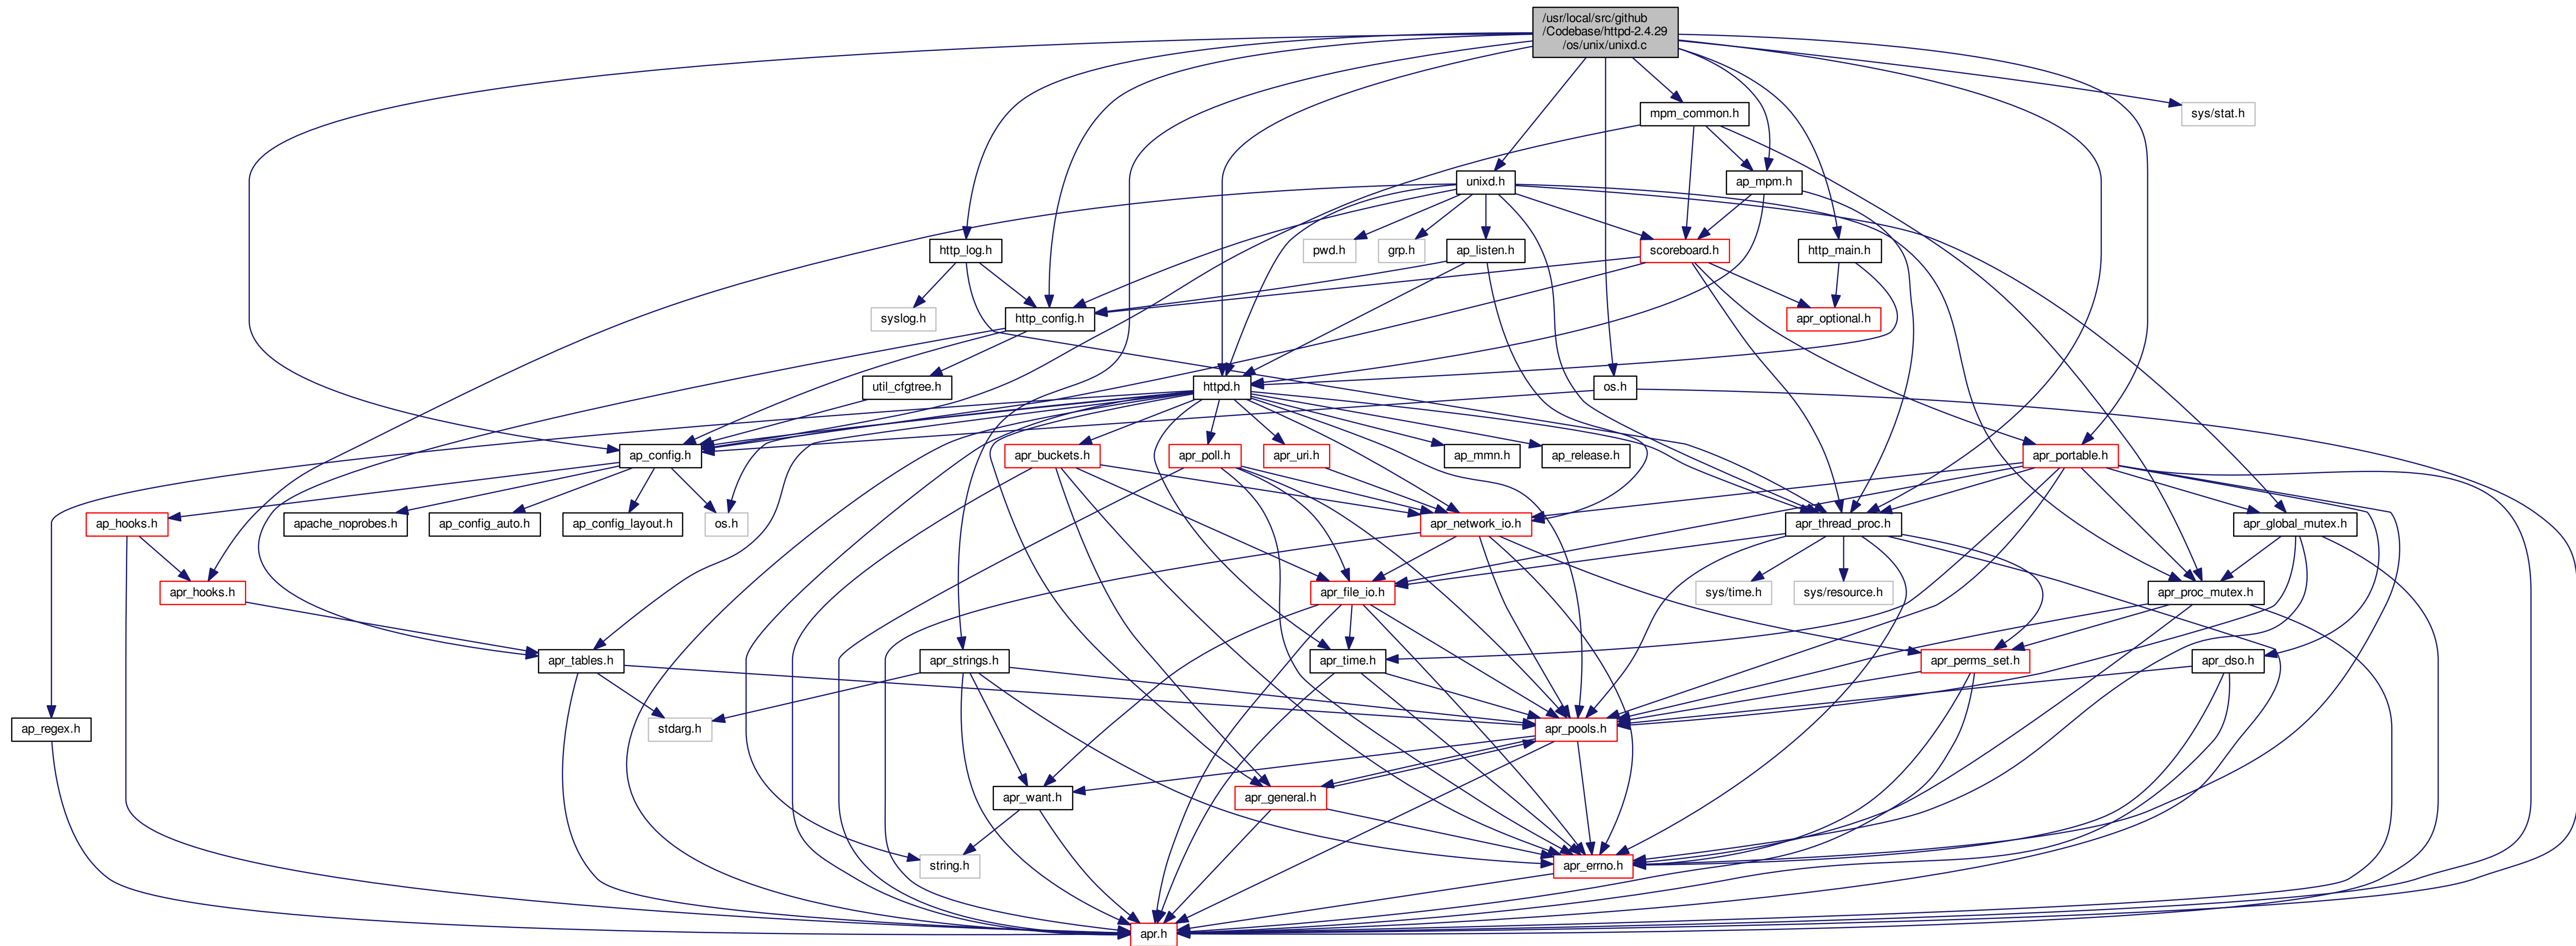 /usr/local/src/github
/Codebase/httpd-2.4.29
/os/unix/unixd.c
mpm_common.h
sys/stat.h
unixd.h
ap_mpm.h
http_log.h
pwd.h
grp.h
ap_listen.h
scoreboard.h
http_main.h
syslog.h
http_config.h
apr_optional.h
util_cfgtree.h
httpd.h
os.h
ap_config.h
apr_buckets.h
apr_poll.h
apr_uri.h
ap_mmn.h
ap_release.h
apr_portable.h
ap_hooks.h
apache_noprobes.h
ap_config_auto.h
ap_config_layout.h
os.h
apr_network_io.h
apr_thread_proc.h
apr_global_mutex.h
apr_hooks.h
apr_file_io.h
sys/time.h
sys/resource.h
apr_proc_mutex.h
apr_tables.h
apr_strings.h
apr_time.h
apr_perms_set.h
apr_dso.h
ap_regex.h
stdarg.h
apr_pools.h
apr_want.h
apr_general.h
string.h
apr_errno.h
apr.h